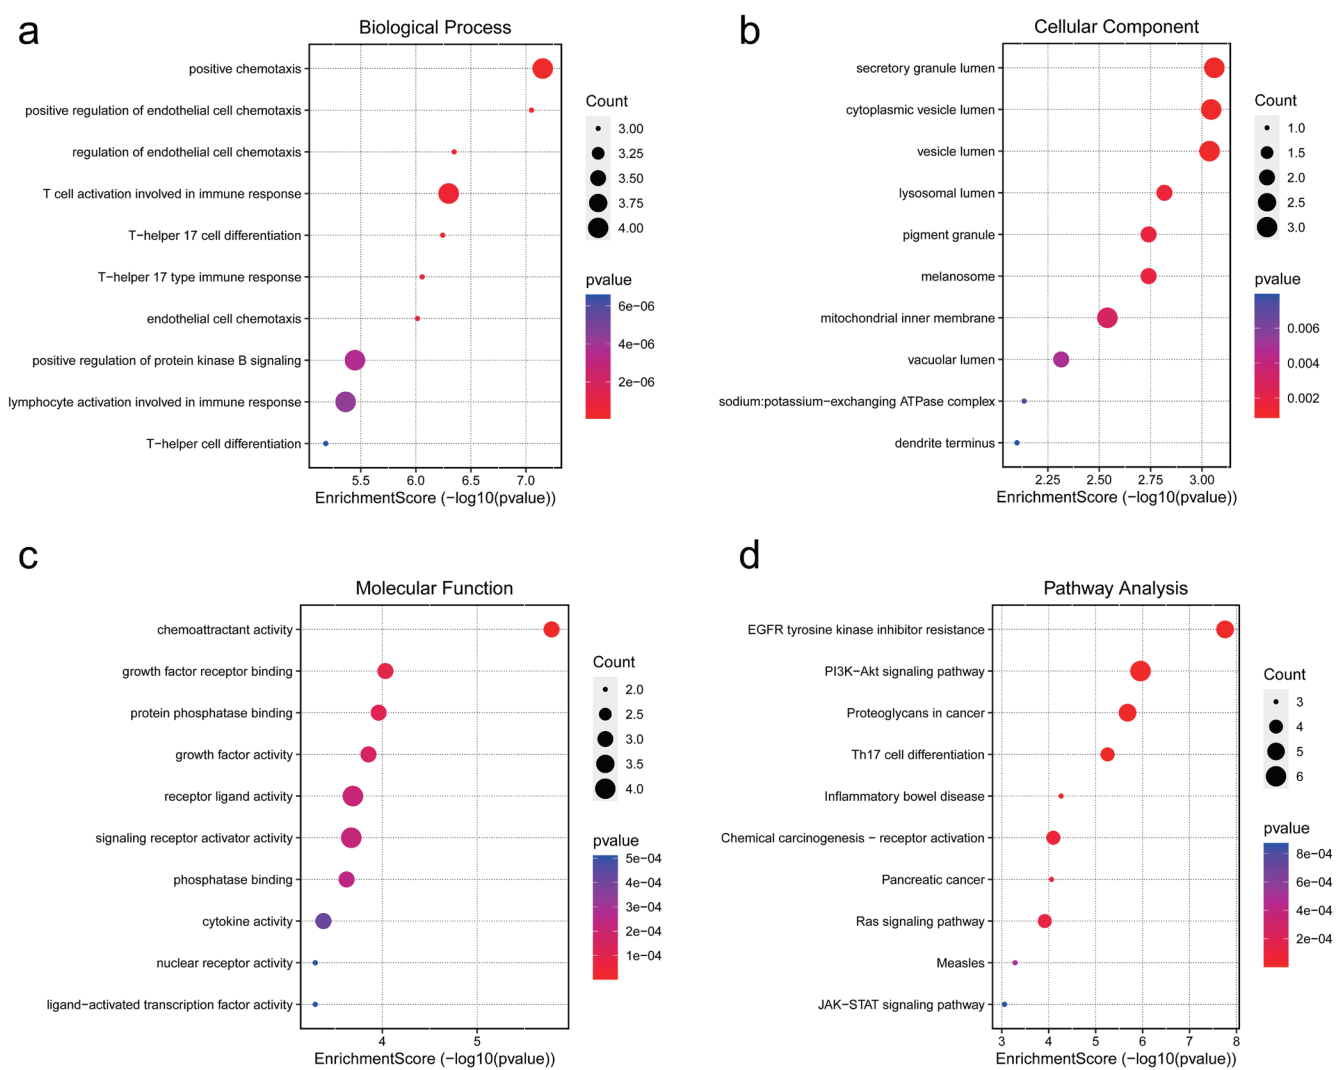 a
Biological Process
positive chemotaxis
positive regulation of endothelial cell chemotaxis
regulation of endothelial cell chemotaxis
T cell activation involved in immune response
T−helper 17 cell differentiation
T−helper 17 type immune response
endothelial cell chemotaxis
positive regulation of protein kinase B signaling
lymphocyte activation involved in immune response
T−helper cell differentiation
5.5 6.0 6.5 7.0
EnrichmentScore (−log10(pvalue))
Count
3.00
3.25
3.50
3.75
4.00
pvalue
6e−06
4e−06
2e−06
b
Cellular Component
secretory granule lumen
cytoplasmic vesicle lumen
vesicle lumen
lysosomal lumen
pigment granule
melanosome
mitochondrial inner membrane
vacuolar lumen
sodium:potassium−exchanging ATPase complex
dendrite terminus
2.25 2.50 2.75 3.00
EnrichmentScore (−log10(pvalue))
Count
1.0
1.5
2.0
2.5
3.0
pvalue
0.006
0.004
0.002
c
Molecular Function
chemoattractant activity
growth factor receptor binding
protein phosphatase binding
growth factor activity
receptor ligand activity
signaling receptor activator activity
phosphatase binding
cytokine activity
nuclear receptor activity
ligand−activated transcription factor activity
4 5
EnrichmentScore (−log10(pvalue))
Count
2.0
2.5
3.0
3.5
4.0
pvalue
5e−04
4e−04
3e−04
2e−04
1e−04
d
Pathway Analysis
EGFR tyrosine kinase inhibitor resistance
PI3K−Akt signaling pathway
Proteoglycans in cancer
Th17 cell differentiation
Inflammatory bowel disease
Chemical carcinogenesis − receptor activation
Pancreatic cancer
Ras signaling pathway
Measles
JAK−STAT signaling pathway
3 4 5 6 7 8
EnrichmentScore (−log10(pvalue))
Count
3
4
5
6
pvalue
8e−04
6e−04
4e−04
2e−04